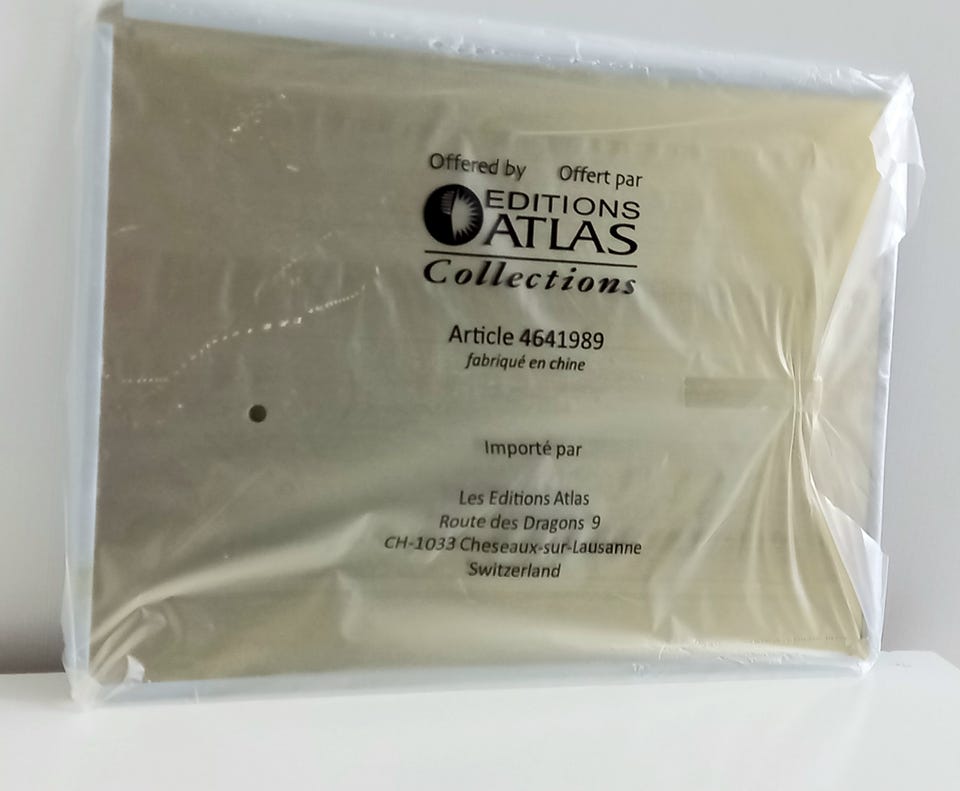 Offered by Offert par
EDITIONS
ATLAS
Collections
Article 4641989
fabriqué en chine
Importé par
Les Editions Atlas
Route des Dragons 9
CH-1033 Cheseaux-sur-Lausanne
Switzerland